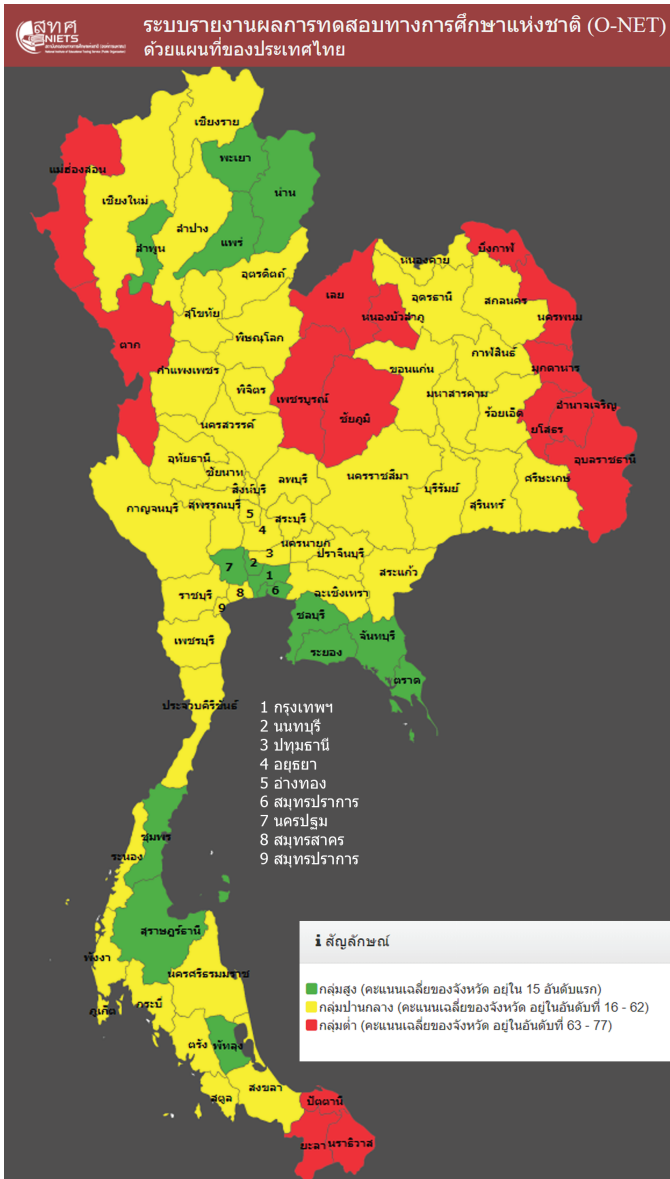 สทศ
NIETS
ระบบรายงานผลการทดสอบทางการศึกษาแห่งชาติ (O-NET)
ด้วยแผนที่ของประเทศไทย
เชียงราย
พะเยา
แม่ฮ่องสอน
น่าน
เชียงใหม่
ลำปาง
ลำพูน
แพร่
บึงกาฬ
หนองคาย
อุตรดิตถ์
เลย
อุดรธานี
สกลนคร
สุโขทัย
หนองบัวลำภู
นครพนม
ตาก
พิษณุโลก
กาฬสินธุ์
กำแพงเพชร
ขอนแก่น
มุกดาหาร
พิจิตร
เพชรบูรณ์
มหาสารคาม
ชัยภูมิ
ร้อยเอ็ด
อำนาจเจริญ
นครสวรรค์
ยโสธร
อุทัยธานี
อุบลราชธานี
ชัยนาท
ลพบุรี
นครราชสีมา
ศรีษะเกษ
สิงห์บุรี
บุรีรัมย์
กาญจนบุรี
สุพรรณบุรี
สุรินทร์
5
สระบุรี
4
นครนายก
3
ปราจีนบุรี
7
2
1
สระแก้ว
6
ฉะเชิงเทรา
ราชบุรี
8
9
ชลบุรี
เพชรบุรี
จันทบุรี
ระยอง
ตราด
ประจวบคีรีขันธ์
1 กรุงเทพฯ
2 นนทบุรี
3 ปทุมธานี
4 อยุธยา
5 อ่างทอง
6 สมุทรปราการ
7 นครปฐม
8 สมุทรสาคร
9 สมุทรปราการ
ชุมพร
ระนอง
สุราษฎร์ธานี
พังงา
นครศรีธรรมราช
กระบี่
ภูเก็ต
ตรัง
พัทลุง
สงขลา
สตูล
ปัตตานี
ยะลา
นราธิวาส
i สัญลักษณ์
กลุ่มสูง (คะแนนเฉลี่ยของจังหวัด อยู่ใน 15 อันดับแรก)
กลุ่มปานกลาง (คะแนนเฉลี่ยของจังหวัด อยู่ในอันดับที่ 16 - 62)
กลุ่มต่ำ (คะแนนเฉลี่ยของจังหวัด อยู่ในอันดับที่ 63 - 77)